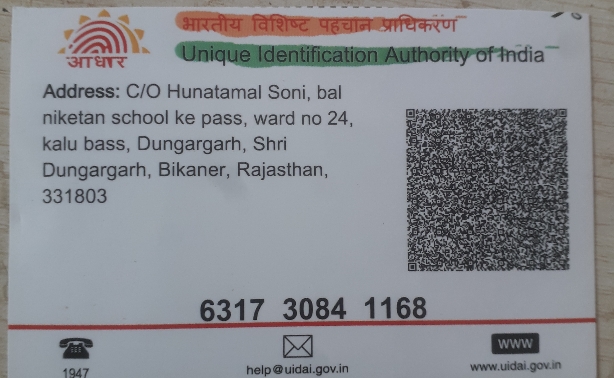 भारतीय विशिष्ट पहचान प्राधिकरण
Unique Identification Authority of India
आधार
Address: C/O Hunatamal Soni, bal
niketan school ke pass, ward no 24,
kalu bass, Dungargarh, Shri
Dungargarh, Bikaner, Rajasthan,
331803
6317 3084 1168
WWW
1947
help@uidai.gov.in
www.uidai.gov.in